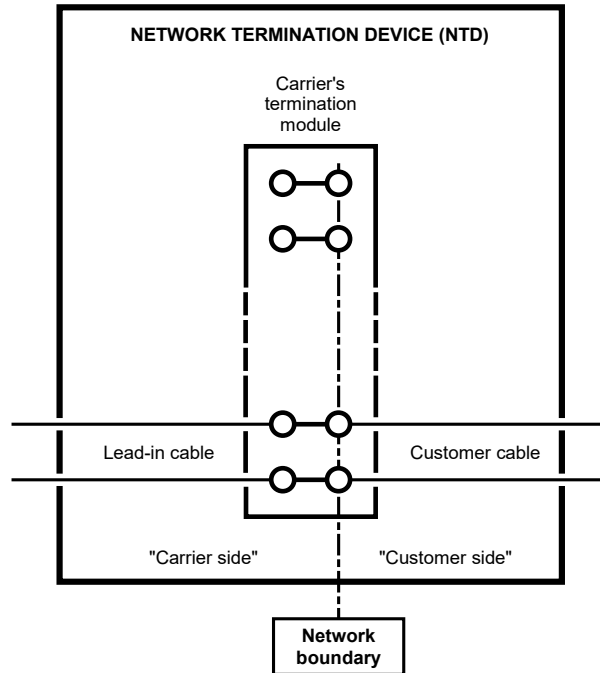 NETWORK TERMINATION DEVICE (NTD)
Carrier's
termination
module
Lead-in cable
Customer cable
"Carrier side"
"Customer side"
Network
boundary